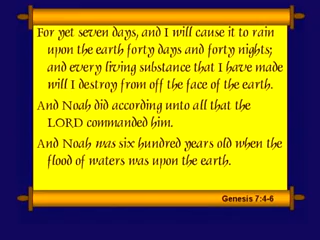 For yet seven days, and I will cause it to rain
upon the earth forty days and forty nights;
and every living substance that I have made
will I destroy from off the face of the earth.
And Noah did according unto all that the
LORD commanded him.
And Noah was six hundred years old when the
flood of waters was upon the earth.
Genesis 7:4-6